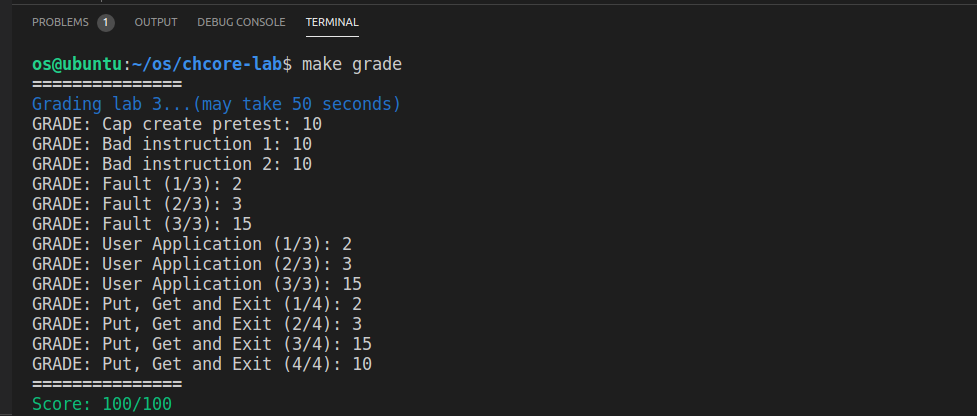 PROBLEMS 1 OUTPUT DEBUG CONSOLE TERMINAL
os@ubuntu:~/os/chcore-lab$ make grade
===============
Grading lab 3...(may take 50 seconds)
GRADE: Cap create pretest: 10
GRADE: Bad instruction 1: 10
GRADE: Bad instruction 2: 10
GRADE: Fault (1/3): 2
GRADE: Fault (2/3): 3
GRADE: Fault (3/3): 15
GRADE: User Application (1/3): 2
GRADE: User Application (2/3): 3
GRADE: User Application (3/3): 15
GRADE: Put, Get and Exit (1/4): 2
GRADE: Put, Get and Exit (2/4): 3
GRADE: Put, Get and Exit (3/4): 15
GRADE: Put, Get and Exit (4/4): 10
===============
Score: 100/100